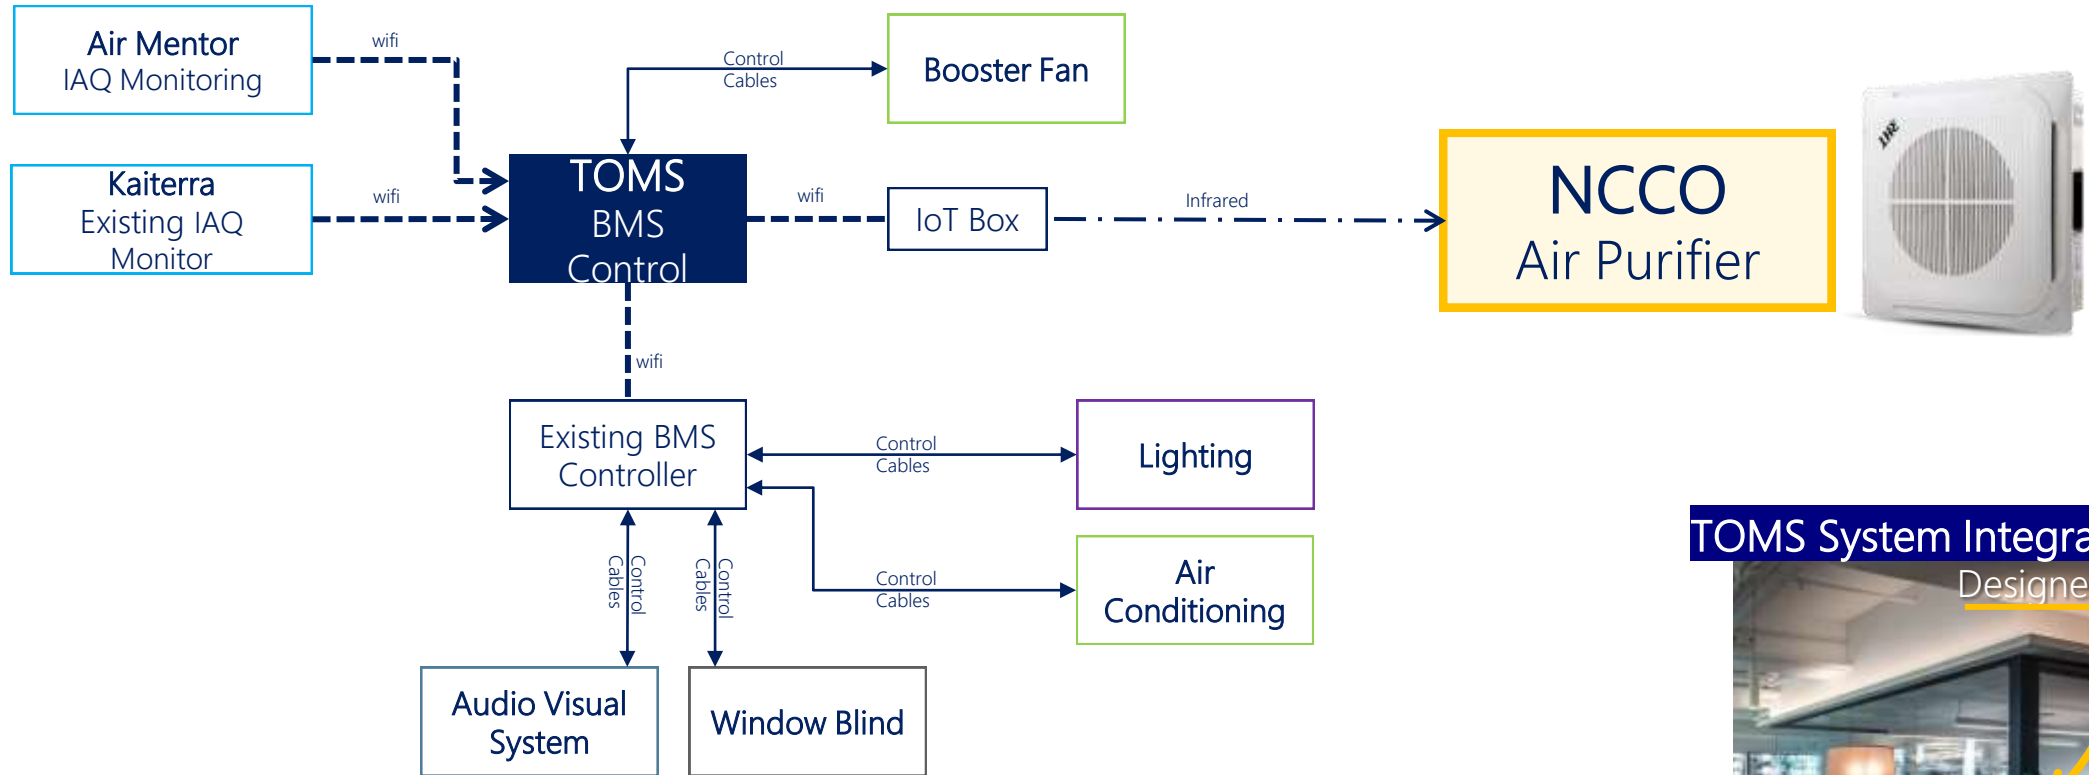 Air Mentor
IAQ Monitoring
wifi
Control
Cables
Booster Fan
Kaiterra
Existing IAQ
Monitor
wifi
TOMS
BMS
Control
wifi
IoT Box
Infrared
NCCO
Air Purifier
wifi
Existing BMS
Controller
Control
Cables
Lighting
Control
Cables
Air
Conditioning
Control
Cables
Control
Cables
Audio Visual
System
Window Blind
TOMS System Integra
Designe